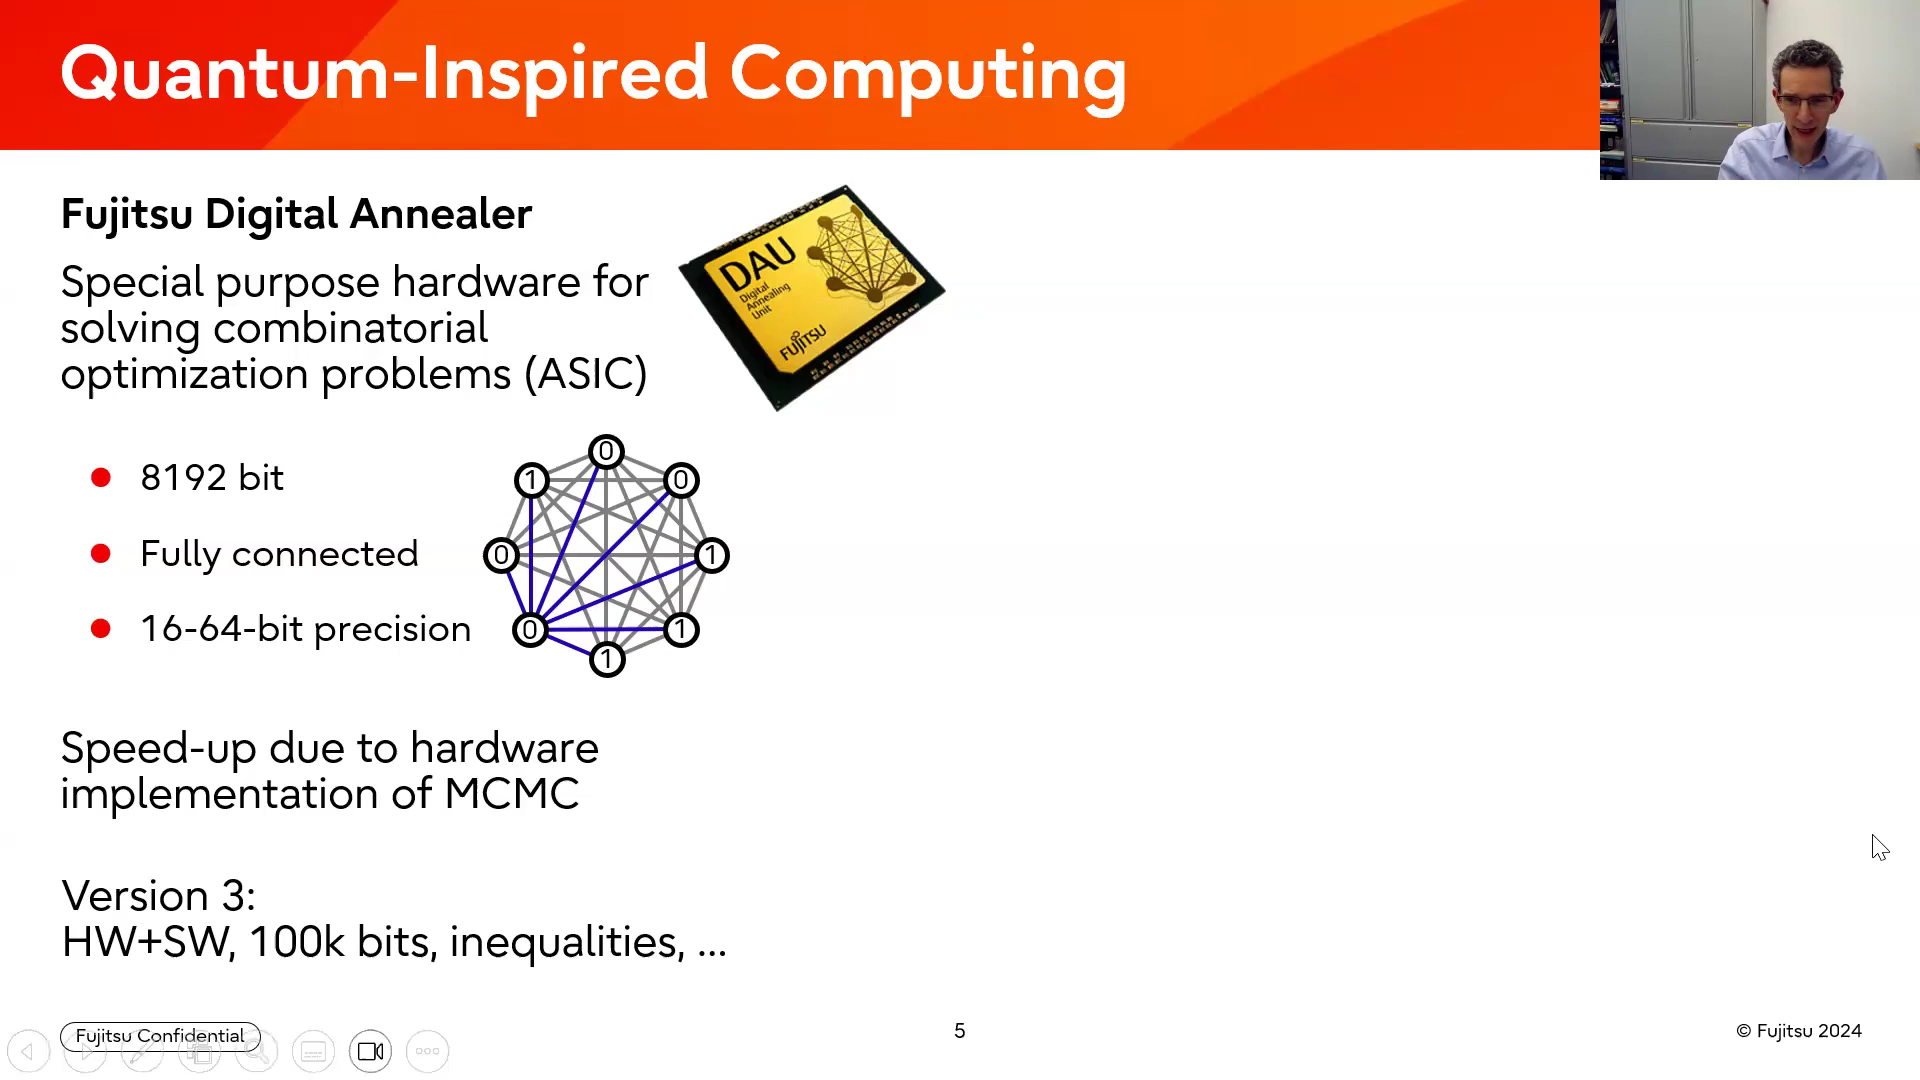 Quantum-Inspired Computing
Fujitsu Digital Annealer
Special purpose hardware for
solving combinatorial
optimization problems (ASIC)
DAU
Digital
Annealing
Unit
FUJITSU
8192 bit
Fully connected
16-64-bit precision
0
1
0
0
1
0
1
1
Speed-up due to hardware
implementation of MCMC
Version 3:
HW+SW, 100k bits, inequalities, ...
Fujitsu Confidential
5
© Fujitsu 2024